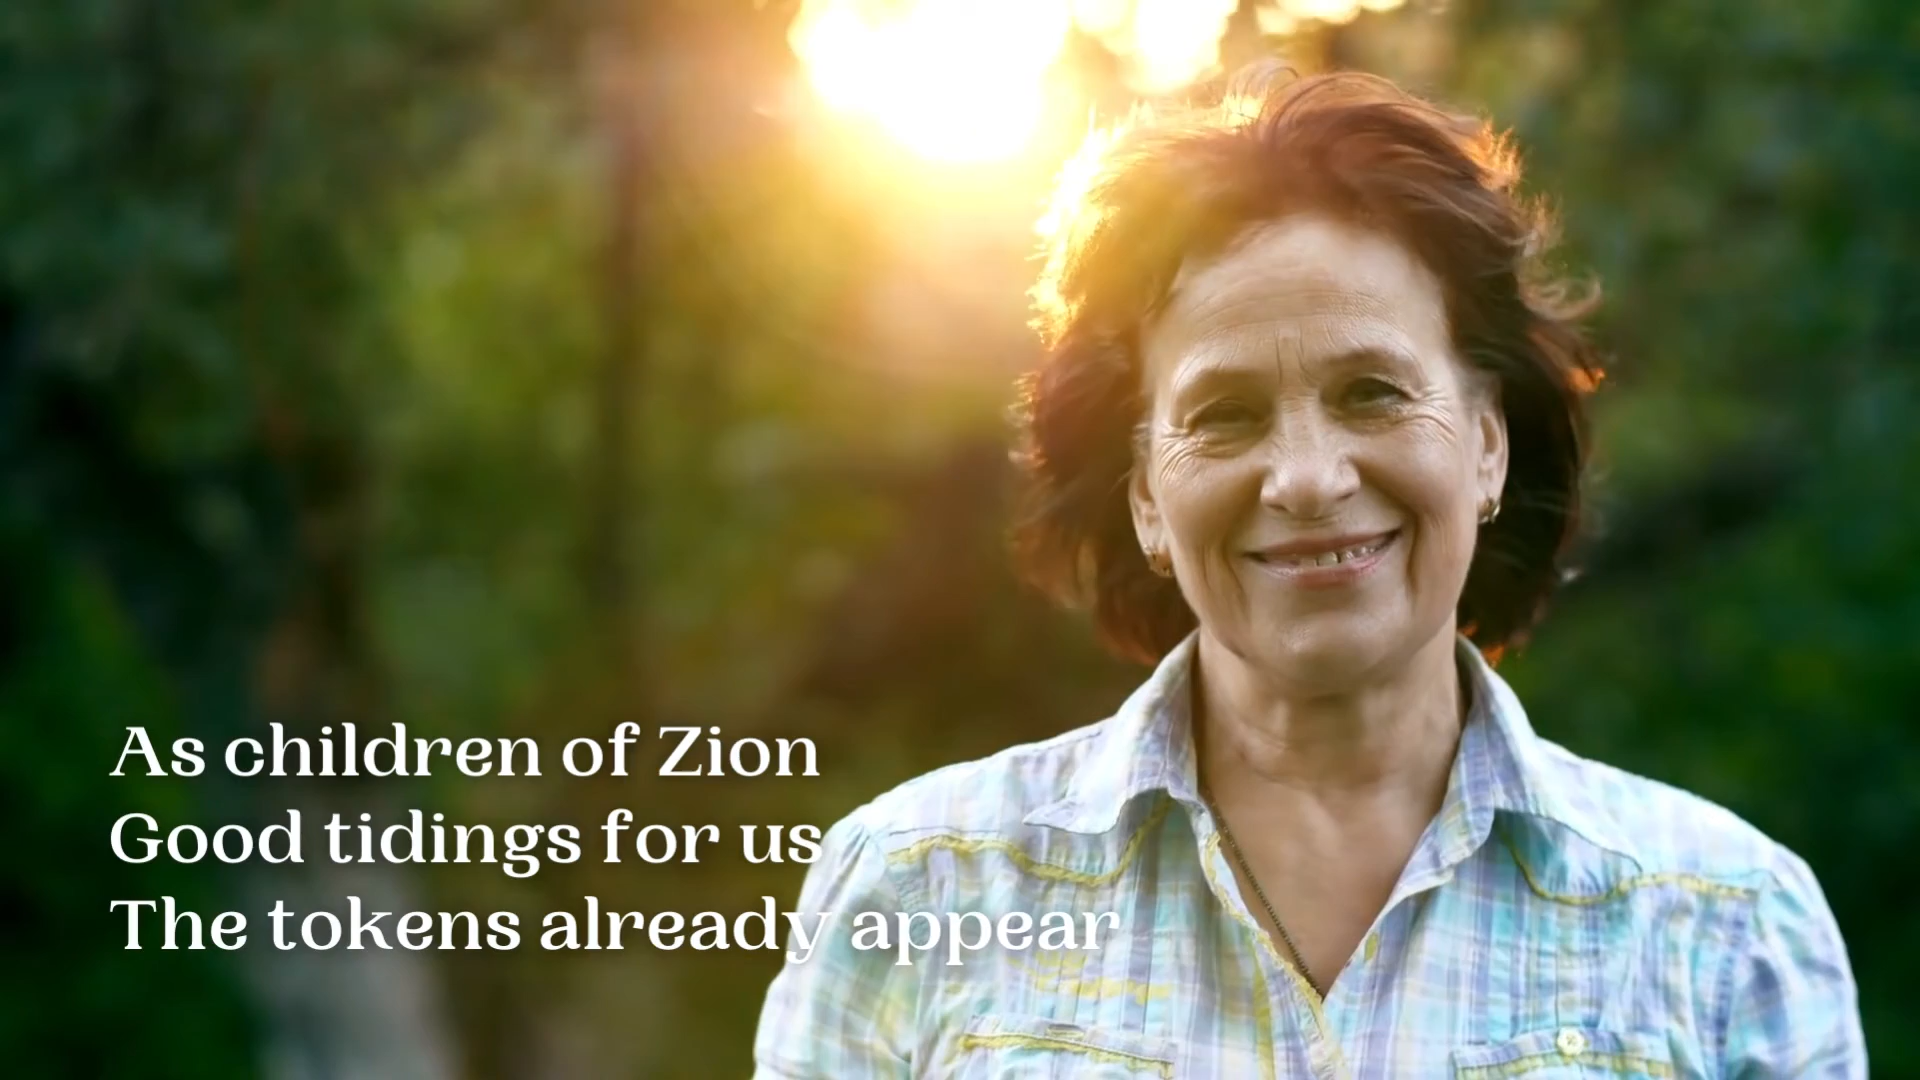 As children of Zion
Good tidings for us
The tokens already appear